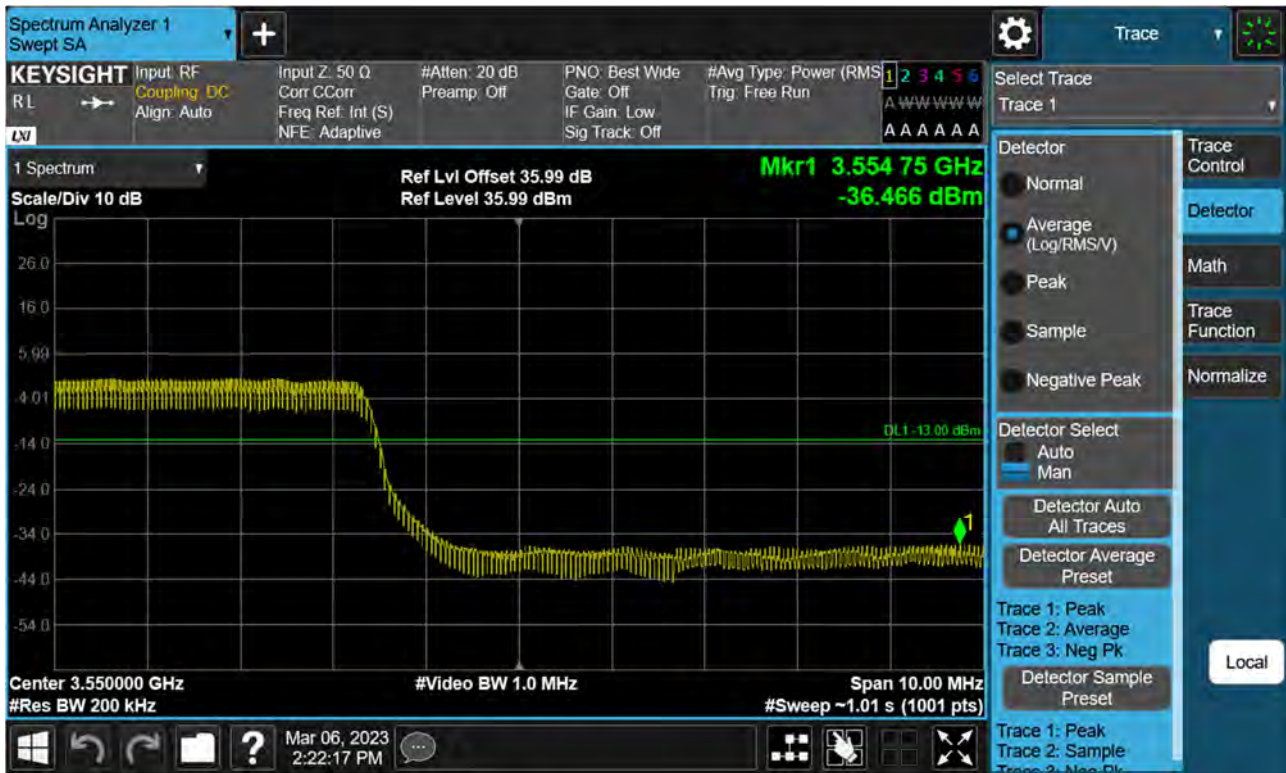 Spectrum Analyzer 1
Swept SA
Trace
KEYSIGHT
R L
LXI
Input: RF
Coupling: DC
Align: Auto
Input Z: 50 Ω
Corr CCorr
Freq Ref: Int (S)
NFE: Adaptive
#Atten: 20 dB
Preamp: Off
PNO: Best Wide
Gate: Off
IF Gain: Low
Sig Track: Off
#Avg Type: Power (RMS
Trig: Free Run
1 2 3 4 5 6
A W W W W W
A A A A A A
Select Trace
Trace 1
1 Spectrum
Scale/Div 10 dB
Ref Lvl Offset 35.99 dB
Ref Level 35.99 dBm
Mkr1 3.554 75 GHz
-36.466 dBm
Log
26.0
16.0
5.99
-4.01
-14.0
-24.0
-34.0
-44.0
-54.0
DL1 -13.00 dBm
1
Center 3.550000 GHz
#Res BW 200 kHz
#Video BW 1.0 MHz
Span 10.00 MHz
#Sweep ~1.01 s (1001 pts)
Detector
Normal
Average
(Log/RMS/V)
Peak
Sample
Negative Peak
Detector Select
Auto
Man
Detector Auto
All Traces
Detector Average
Preset
Trace 1: Peak
Trace 2: Average
Trace 3: Neg Pk
Detector Sample
Preset
Trace 1: Peak
Trace 2: Sample
Trace 3: Neg Pk
Trace
Control
Detector
Math
Trace
Function
Normalize
Local
?
Mar 06, 2023
2:22:17 PM